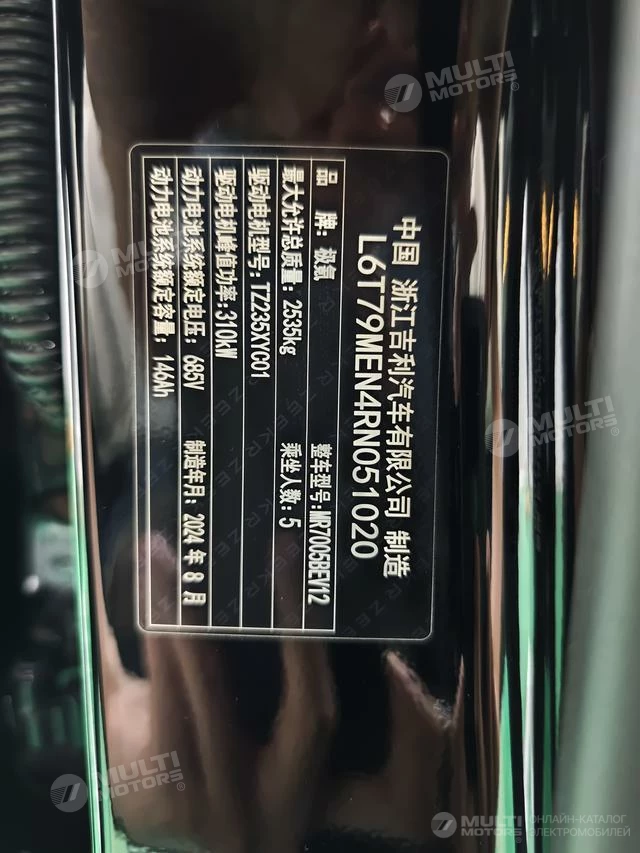 中国 浙江吉利汽车有限公司 制造
L6T79MEN4RN051020
品 牌: 极氪 整车型号: MR7005BEV12
最大允许总质量: 2535kg 乘坐人数: 5
驱动电机型号: TZ235XYC01
驱动电机峰值功率: 310kW
动力电池系统额定电压: 685V 制造年月: 2024 年 8 月
动力电池系统额定容量: 146Ah
ZEEKR ZEEKR ZEEKR
MULTI MOTORS®
MULTI MOTORS®
MULTI MOTORS®
MULTI MOTORS®
MULTI MOTORS ОНЛАЙН-КАТАЛОГ ЭЛЕКТРОМОБИЛЕЙ